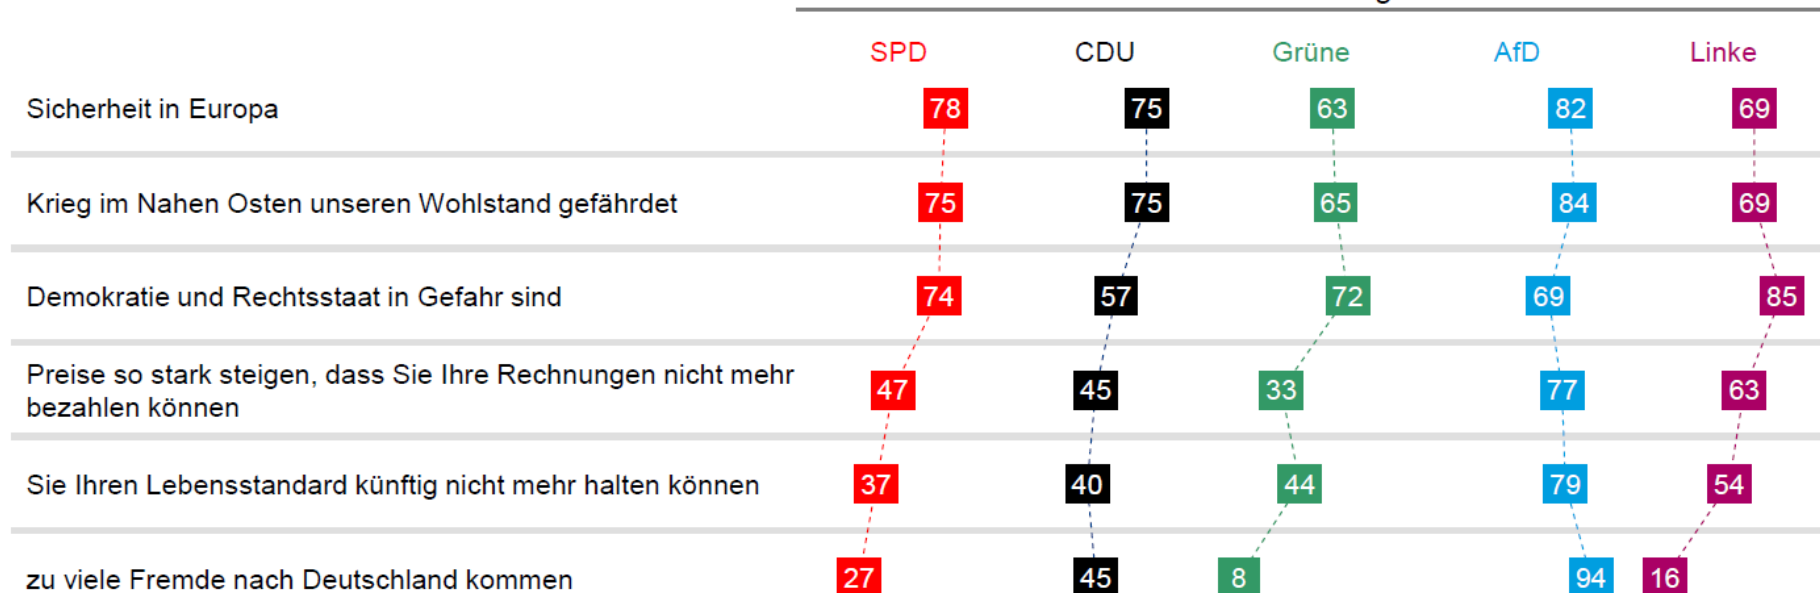 SPD CDU Grüne AfD Linke
Sicherheit in Europa 78 75 63 82 69
Krieg im Nahen Osten unseren Wohlstand gefährdet 75 75 65 84 69
Demokratie und Rechtsstaat in Gefahr sind 74 57 72 69 85
Preise so stark steigen, dass Sie Ihre Rechnungen nicht mehr
bezahlen können 47 45 33 77 63
Sie Ihren Lebensstandard künftig nicht mehr halten können 37 40 44 79 54
zu viele Fremde nach Deutschland kommen 27 45 8 94 16